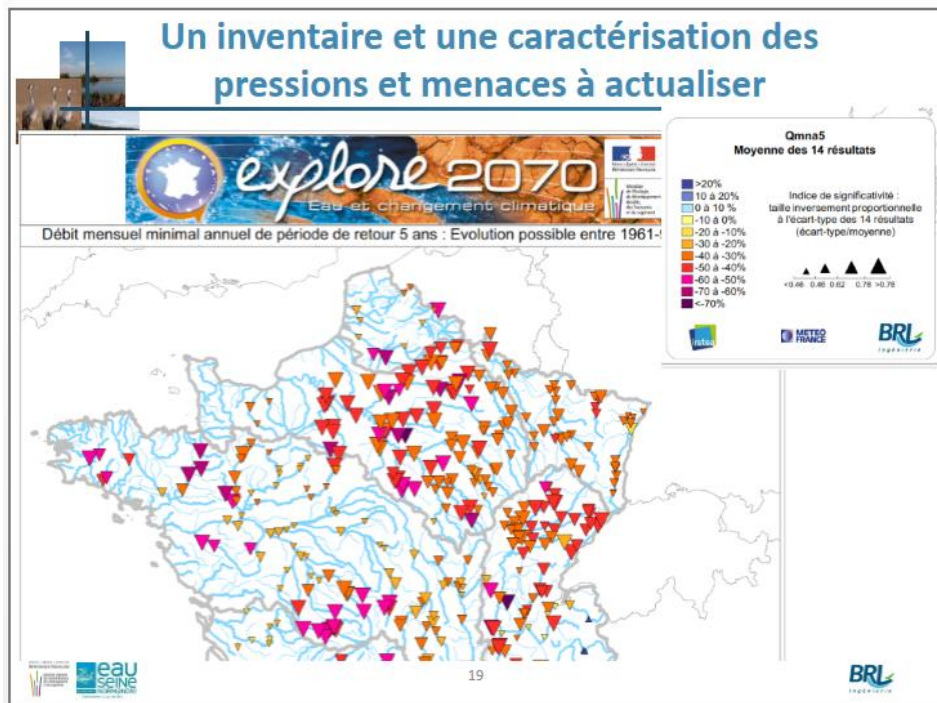 Un inventaire et une caractérisation des
pressions et menaces à actualiser
explore 2070
Eau et changement climatique
Débit mensuel minimal annuel de période de retour 5 ans : Evolution possible entre 1961-9
Qmna5
Moyenne des 14 résultats
>20%
10 à 20%
0 à 10 %
-10 à 0%
-20 à -10%
-30 à -20%
-40 à -30%
-50 à -40%
-60 à -50%
-70 à -60%
<-70%
Indice de significativité :
taille inversement proportionnelle
à l'écart-type des 14 résultats
(écart-type/moyenne)
<0.46 0.46 0.62 0.78 >0.78
irstea
METEO
FRANCE
BRL
Ingénierie
eau
SEINE
NORMANDIE
19
BRL
Ingénierie